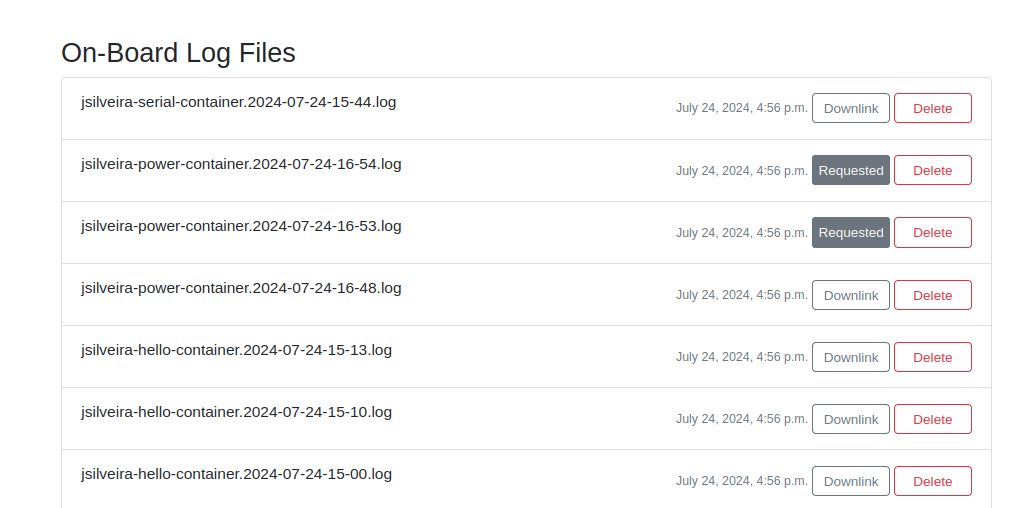 On-Board Log Files
jsilveira-serial-container.2024-07-24-15-44.log July 24, 2024, 4:56 p.m. Downlink Delete
jsilveira-power-container.2024-07-24-16-54.log July 24, 2024, 4:56 p.m. Requested Delete
jsilveira-power-container.2024-07-24-16-53.log July 24, 2024, 4:56 p.m. Requested Delete
jsilveira-power-container.2024-07-24-16-48.log July 24, 2024, 4:56 p.m. Downlink Delete
jsilveira-hello-container.2024-07-24-15-13.log July 24, 2024, 4:56 p.m. Downlink Delete
jsilveira-hello-container.2024-07-24-15-10.log July 24, 2024, 4:56 p.m. Downlink Delete
jsilveira-hello-container.2024-07-24-15-00.log July 24, 2024, 4:56 p.m. Downlink Delete